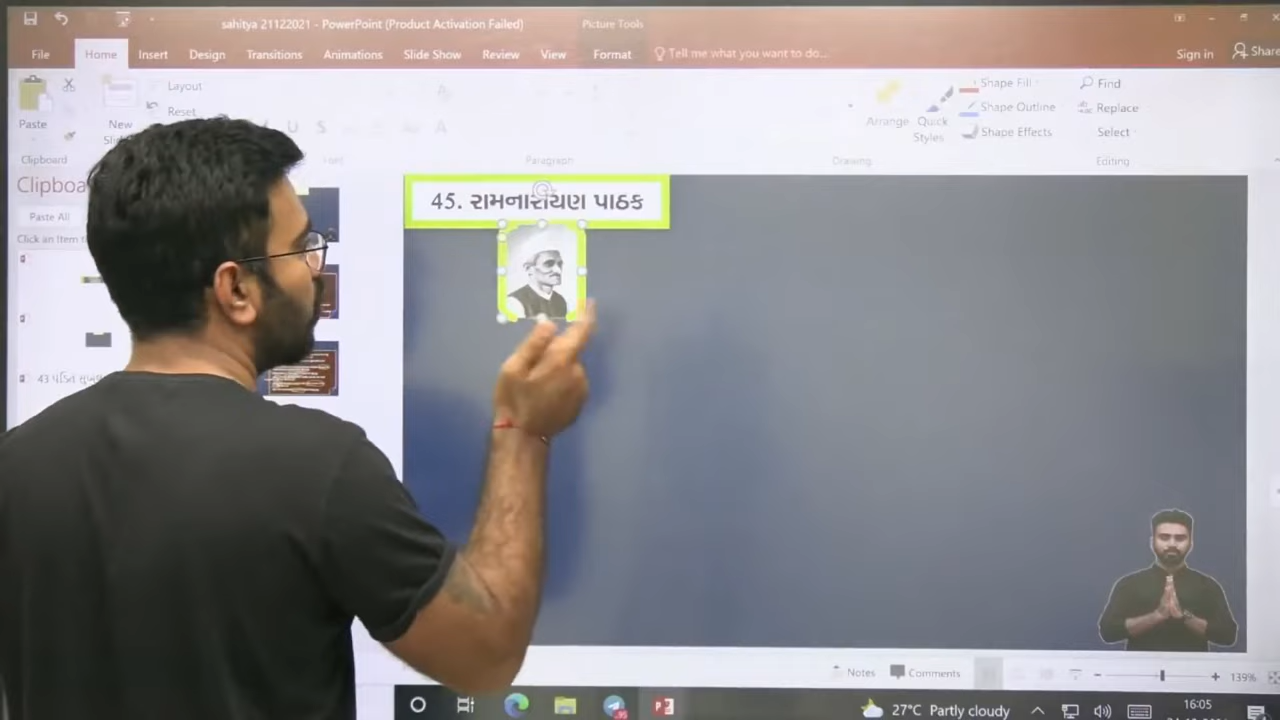 sahitya 21122021 - PowerPoint (Product Activation Failed)
Picture Tools
File Home Insert Design Transitions Animations Slide Show Review View Format Tell me what you want to do...
Sign in Share
Paste
New
Layout
Reset
U S
Arrange Quick Styles
Shape Fill
Shape Outline
Shape Effects
Find
Replace
Select
Clipboard
Paragraph
Drawing
Editing
Paste All
45. રામનારાયણ પાઠક
Notes Comments 139%
27°C Partly cloudy
16:05